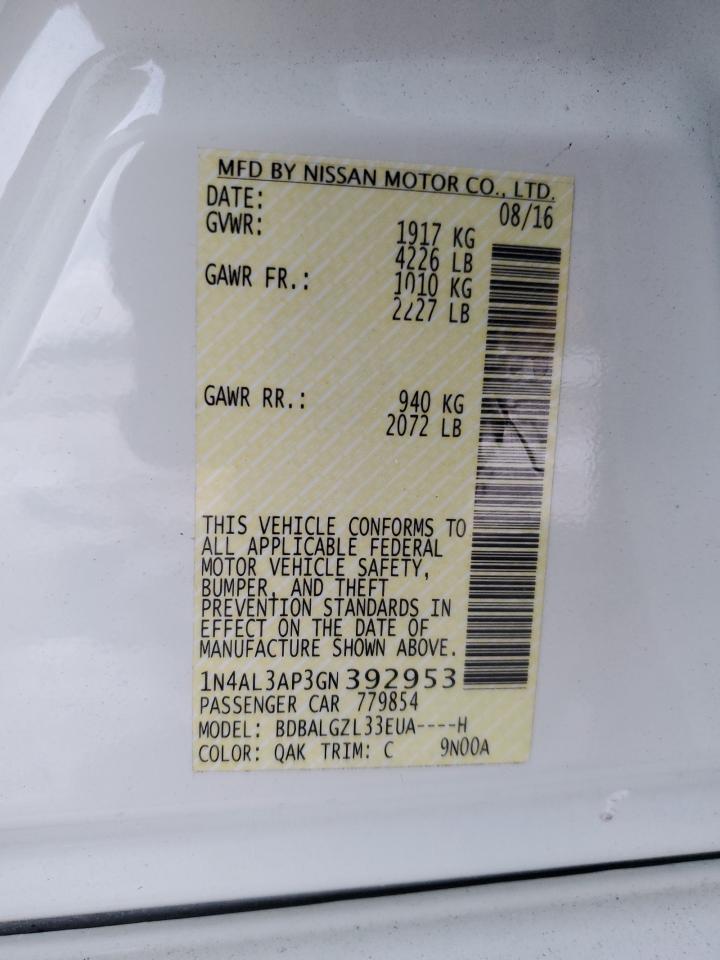 MFD BY NISSAN MOTOR CO., LTD.
DATE: 08/16
GVWR: 1917 KG
4226 LB
GAWR FR.: 1010 KG
2227 LB
GAWR RR.: 940 KG
2072 LB
THIS VEHICLE CONFORMS TO
ALL APPLICABLE FEDERAL
MOTOR VEHICLE SAFETY,
BUMPER, AND THEFT
PREVENTION STANDARDS IN
EFFECT ON THE DATE OF
MANUFACTURE SHOWN ABOVE.
1N4AL3AP3GN 392953
PASSENGER CAR 779854
MODEL: BDBALGZL33EUA----H
COLOR: QAK TRIM: C 9N00A